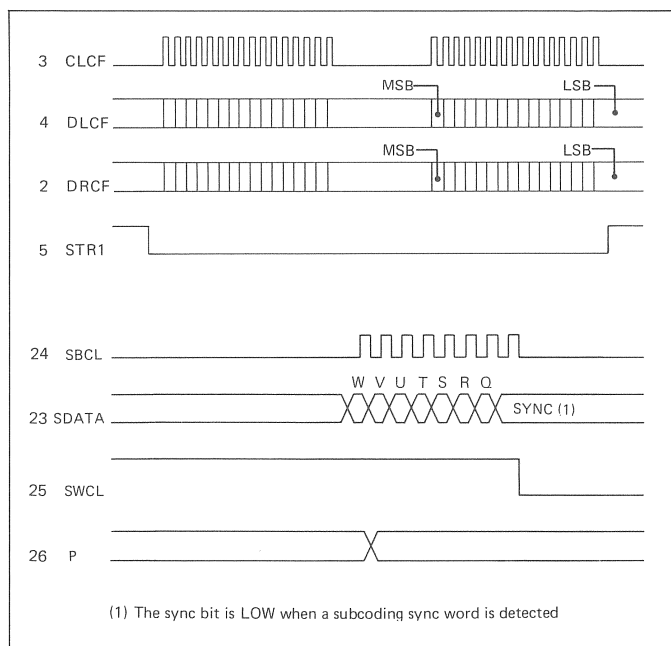 3 CLCF
MSB LSB
4 DLCF
MSB LSB
2 DRCF
5 STR1
24 SBCL
W V U T S R Q
23 SDATA SYNC (1)
25 SWCL
26 P
(1) The sync bit is LOW when a subcoding sync word is detected